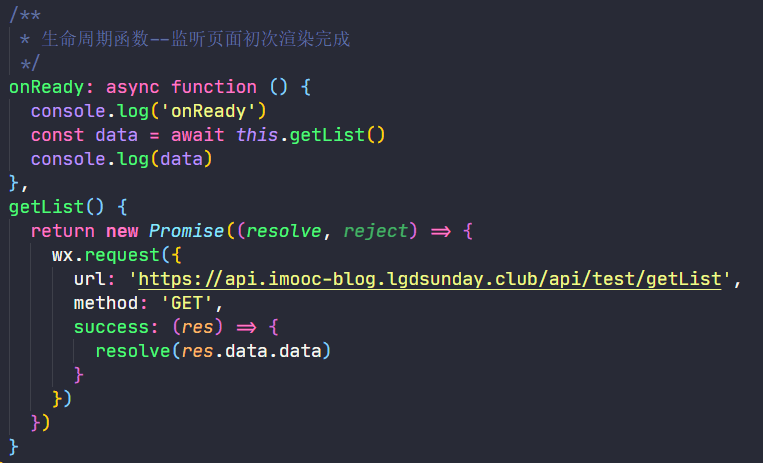 /**
 * 生命周期函数--监听页面初次渲染完成
 */
onReady: async function () {
  console.log('onReady')
  const data = await this.getList()
  console.log(data)
},
getList() {
  return new Promise((resolve, reject) => {
    wx.request({
      url: 'https://api.imooc-blog.lgdsunday.club/api/test/getList',
      method: 'GET',
      success: (res) => {
        resolve(res.data.data)
      }
    })
  })
}